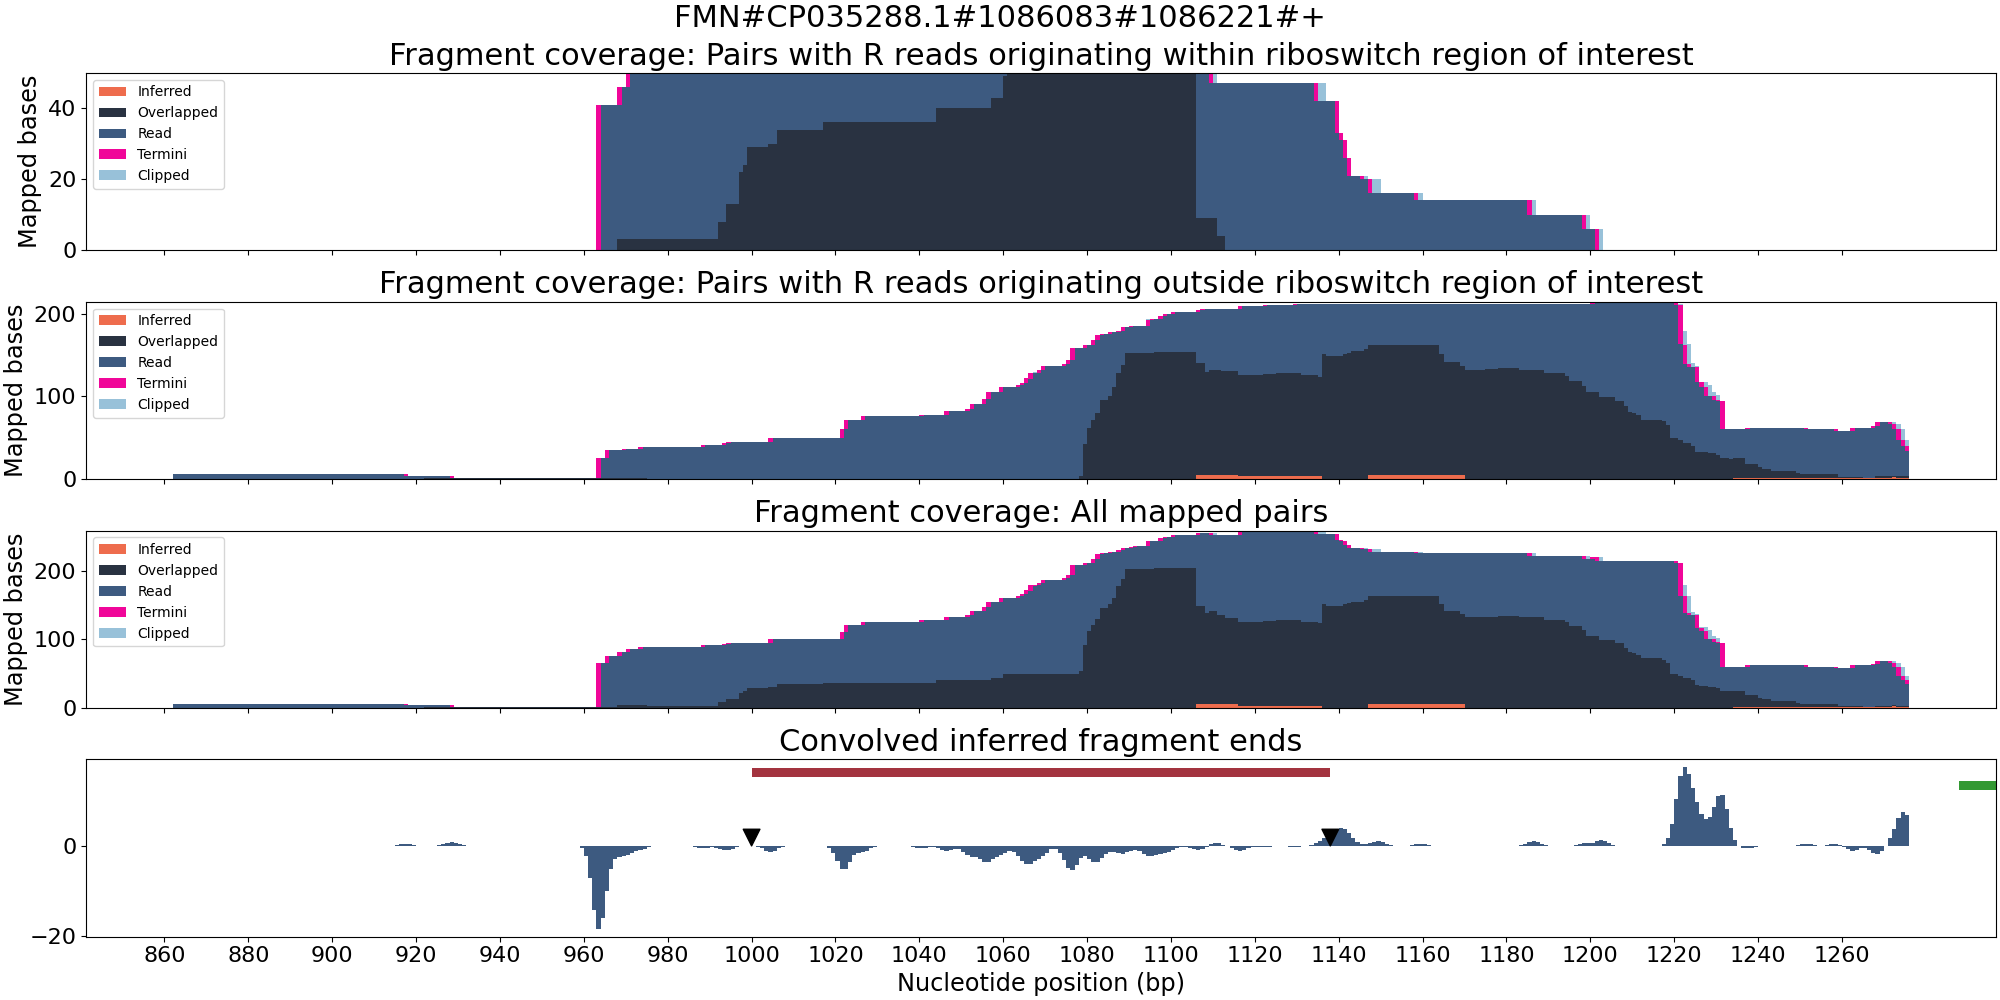 FMN#CP035288.1#1086083#1086221#+
Fragment coverage: Pairs with R reads originating within riboswitch region of interest
Mapped bases
40
20
0
Inferred
Overlapped
Read
Termini
Clipped
Fragment coverage: Pairs with R reads originating outside riboswitch region of interest
Mapped bases
200
100
0
Inferred
Overlapped
Read
Termini
Clipped
Fragment coverage: All mapped pairs
Mapped bases
200
100
0
Inferred
Overlapped
Read
Termini
Clipped
Convolved inferred fragment ends
0
−20
860 880 900 920 940 960 980 1000 1020 1040 1060 1080 1100 1120 1140 1160 1180 1200 1220 1240 1260
Nucleotide position (bp)